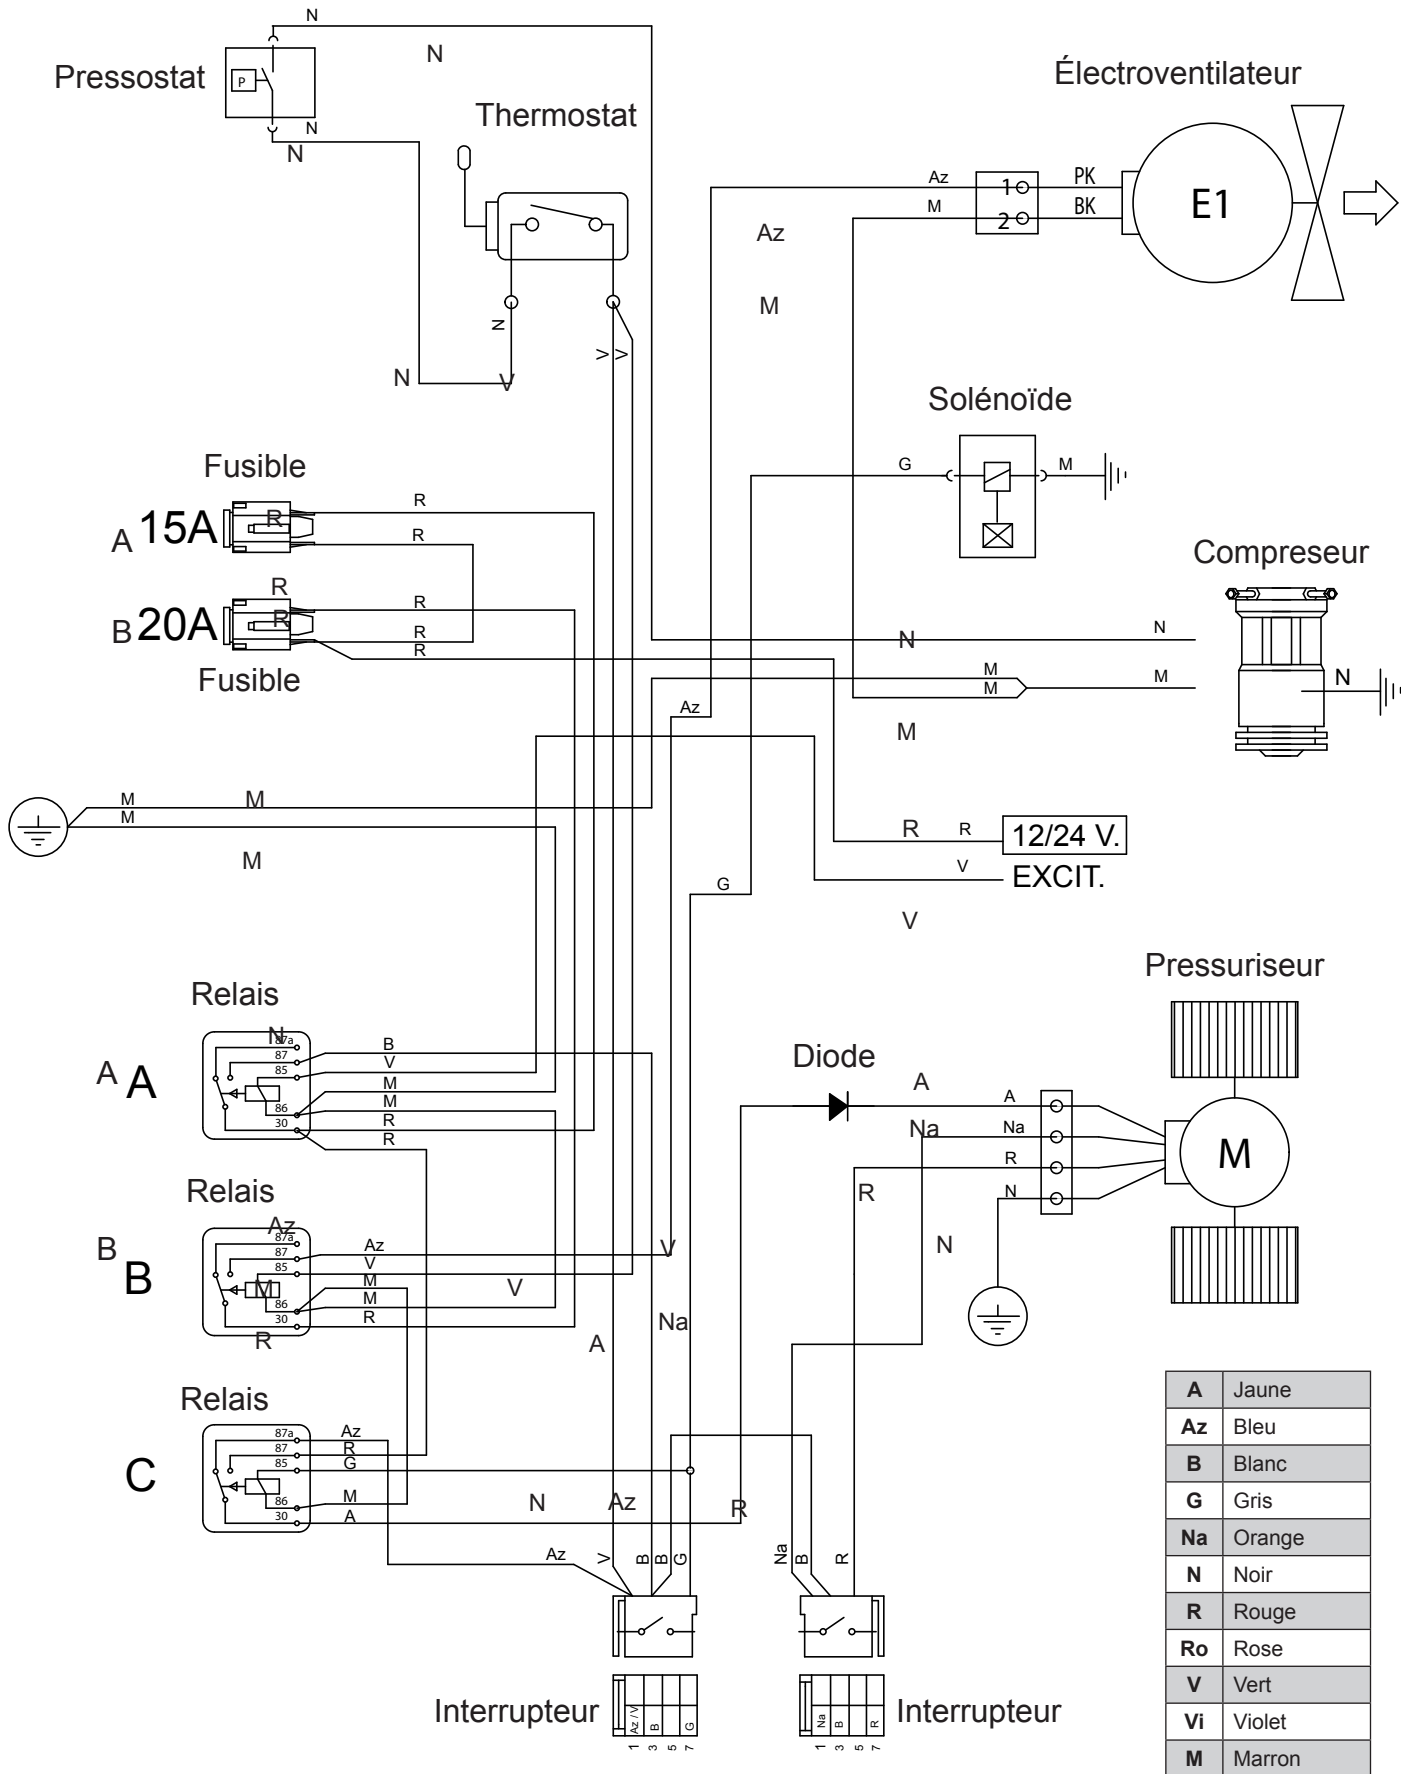 N
N
Pressostat
P
N
N
Thermostat
Électroventilateur
Az
1
PK
M
2
BK
E1
Az
M
N
V
V
N
V
Solénoïde
G
M
Fusible
A 15A
R
R
R
R
B 20A
R
R
R
R
Fusible
Compreseur
N
N
M
M
M
N
Az
M
M
M
M
M
R
R
12/24 V.
V
EXCIT.
G
V
Pressuriseur
Relais
A A
N
87a
87
85
86
30
B
V
M
M
R
R
Diode
A
A
Na
Na
R
R
N
N
M
Relais
B B
Az
87a
87
85
M
86
30
R
Az
V
M
M
R
V
V
Na
A
Relais
C
87a
87
85
86
30
Az
R
G
M
A
N
Az
R
Az
V
B
B
G
Na
B
R
Interrupteur
Az / V
B
G
1
3
5
7
Na
B
R
1
3
5
7
Interrupteur
A Jaune
Az Bleu
B Blanc
G Gris
Na Orange
N Noir
R Rouge
Ro Rose
V Vert
Vi Violet
M Marron